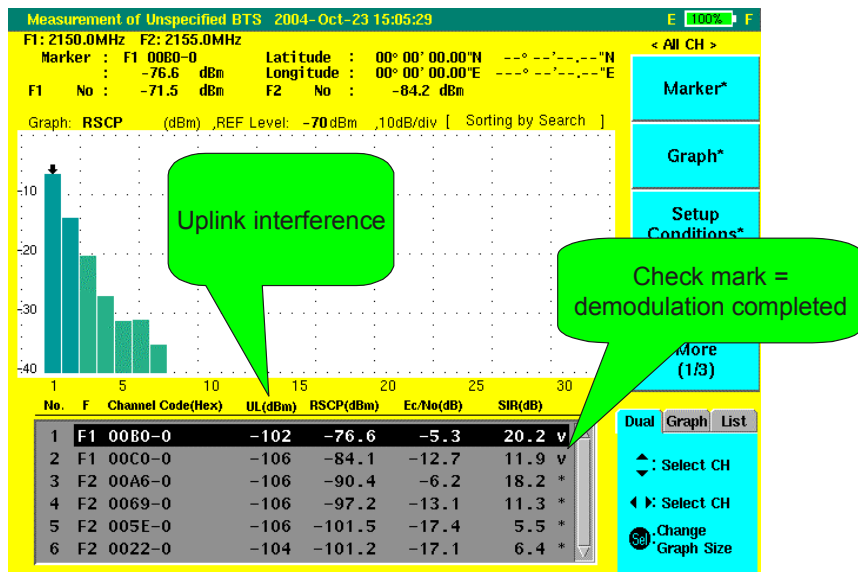 Measurement of Unspecified BTS 2004-Oct-23 15:05:29 E 100% F
F1: 2150.0MHz F2: 2155.0MHz
< All CH >
Marker : F1 00B0-0 Latitude : 00° 00' 00.00"N --° --'--.--"N
: -76.6 dBm Longitude : 00° 00' 00.00"E ---° --'--.--"E
F1 No : -71.5 dBm F2 No : -84.2 dBm
Marker*
Graph: RSCP (dBm) ,REF Level: -70dBm ,10dB/div [ Sorting by Search ]
Graph*
-10
Uplink interference
Setup
Conditions*
-20
Check mark =
demodulation completed
-30
More
(1/3)
-40
1 5 10 15 20 25 30
No. F Channel Code(Hex) UL(dBm) RSCP(dBm) Ec/No(dB) SIR(dB)
Dual Graph List
1 F1 00B0-0 -102 -76.6 -5.3 20.2 v
2 F1 00C0-0 -106 -84.1 -12.7 11.9 v
3 F2 00A6-0 -106 -90.4 -6.2 18.2 *
4 F2 0069-0 -106 -97.2 -13.1 11.3 *
5 F2 005E-0 -106 -101.5 -17.4 5.5 *
6 F2 0022-0 -104 -101.2 -17.1 6.4 *
: Select CH
: Select CH
Sel :Change
Graph Size